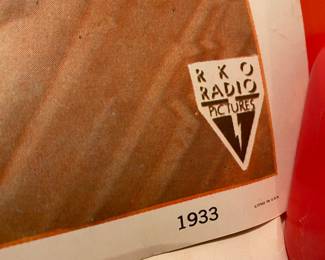 R K O
RADIO
PICTURES
1933